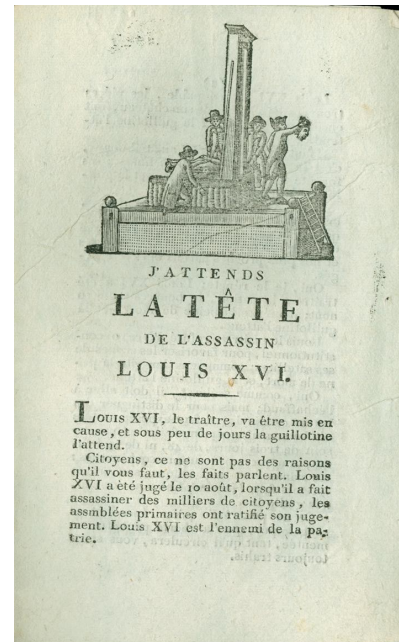 J'ATTENDS
LA TÊTE
DE L'ASSASSIN
LOUIS XVI.
Louis XVI, le traître, va être mis en
cause, et sous peu de jours la guillotine
l'attend.
Citoyens, ce ne sont pas des raisons
qu'il vous faut, les faits parlent. Louis
XVI a été jugé le 10 août, lorsqu'il a fait
assassiner des milliers de citoyens, les
assmblées primaires ont ratifié son juge-
ment. Louis XVI est l'ennemi de la pa-
trie.